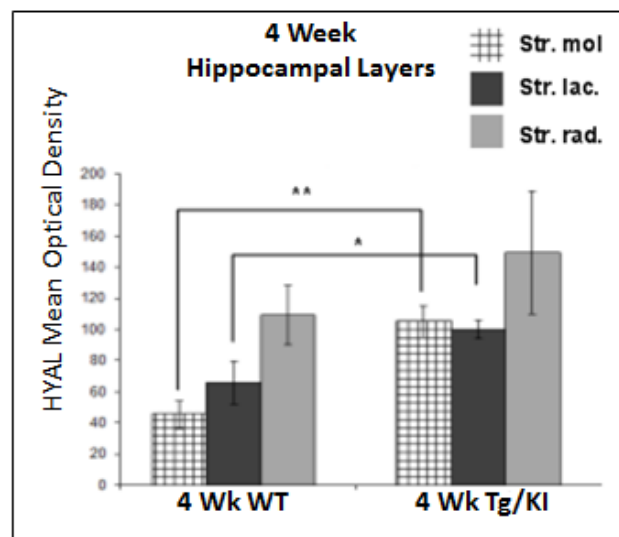 4 Week
Hippocampal Layers
Str. mol
Str. lac.
Str. rad.
HYAL Mean Optical Density
200
180
160
140
120
100
80
60
40
20
0
**
*
4 Wk WT
4 Wk Tg/KI